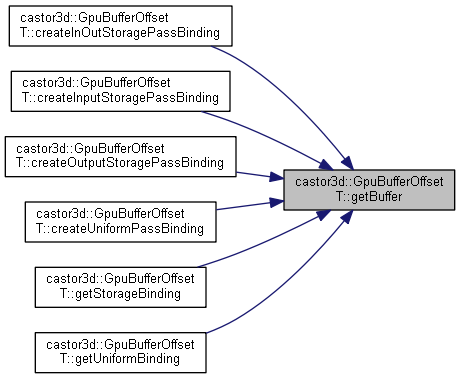 castor3d::GpuBufferOffset
T::createInOutStoragePassBinding
castor3d::GpuBufferOffset
T::createInputStoragePassBinding
castor3d::GpuBufferOffset
T::createOutputStoragePassBinding
castor3d::GpuBufferOffset
T::getBuffer
castor3d::GpuBufferOffset
T::createUniformPassBinding
castor3d::GpuBufferOffset
T::getStorageBinding
castor3d::GpuBufferOffset
T::getUniformBinding